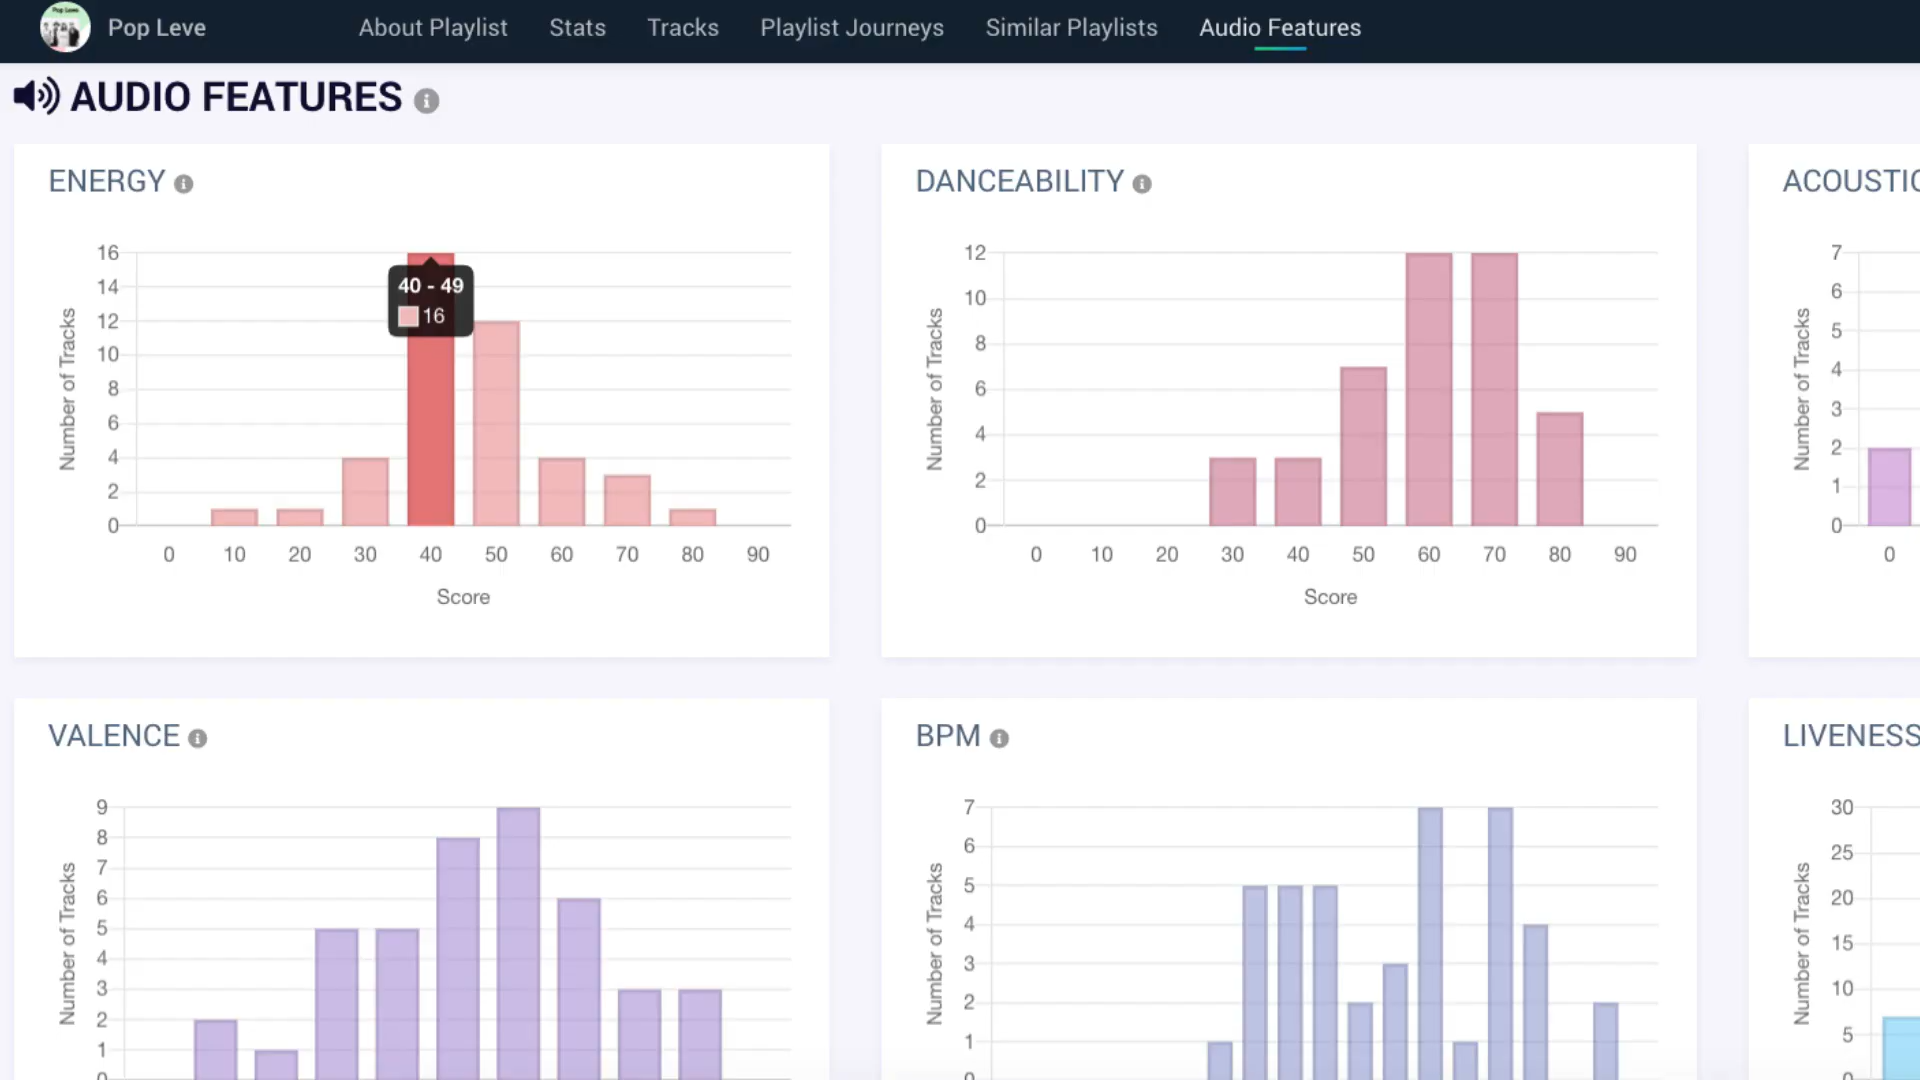 Pop Leve
Pop Leve
About Playlist
Stats
Tracks
Playlist Journeys
Similar Playlists
Audio Features
AUDIO FEATURES
ENERGY
16
14
12
10
8
6
4
2
0
Number of Tracks
40 - 49
16
0 10 20 30 40 50 60 70 80 90
Score
DANCEABILITY
12
10
8
6
4
2
0
Number of Tracks
0 10 20 30 40 50 60 70 80 90
Score
ACOUSTIC
7
6
5
4
3
2
1
0
Number of Tracks
0
VALENCE
9
8
7
6
5
4
3
2
1
0
Number of Tracks
BPM
7
6
5
4
3
2
1
0
Number of Tracks
LIVENESS
30
25
20
15
10
5
0
Number of Tracks